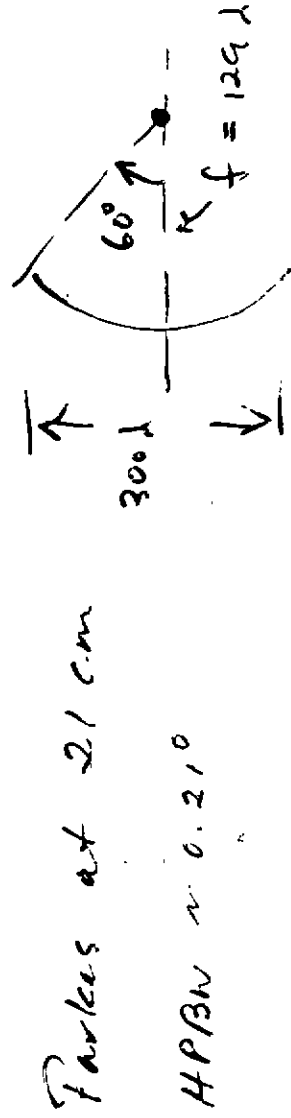 Parkes at 21 cm
HPBW ~ 0.21°
300λ
60°
f = 129λ